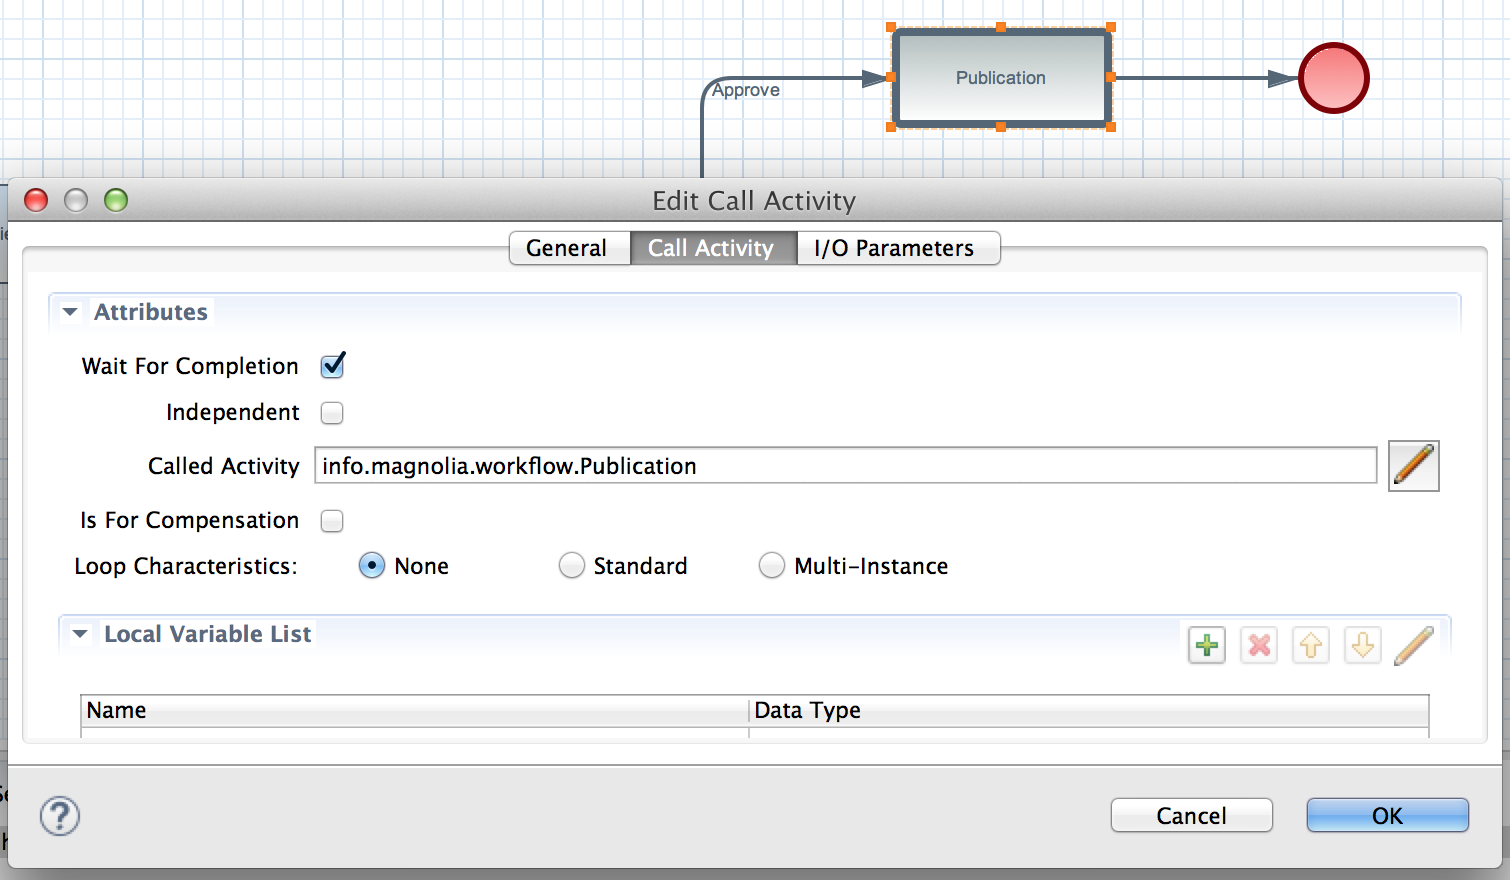 Publication
Approve
Edit Call Activity
General
Call Activity
I/O Parameters
Attributes
Wait For Completion
Independent
Called Activity
info.magnolia.workflow.Publication
Is For Compensation
Loop Characteristics:
None
Standard
Multi-Instance
Local Variable List
Name
Data Type
?
Cancel
OK